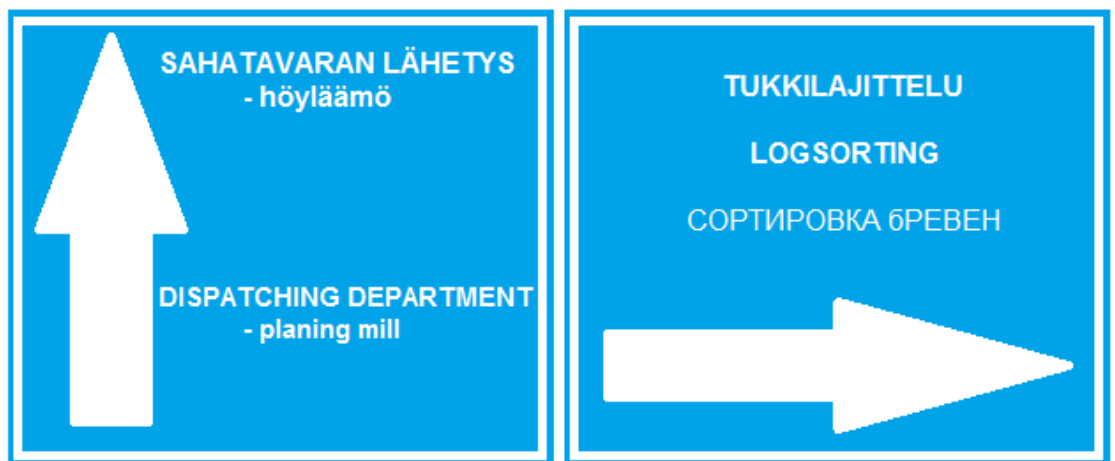 SAHATAVARAN LÄHETYS
- höyläämö
DISPATCHING DEPARTMENT
- planing mill
TUKKILAJITTELU
LOGSORTING
СОРТИРОВКА бРЕВЕН